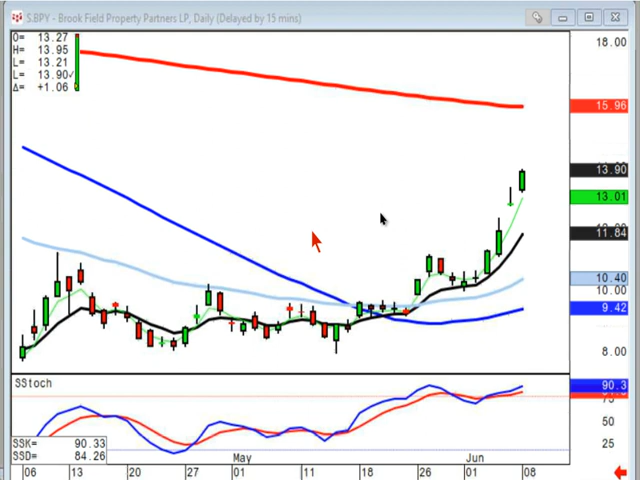 S.BPY - Brook Field Property Partners LP, Daily (Delayed by 15 mins)
O= 13.27
H= 13.95
L= 13.21
L= 13.90✓
Δ= +1.06
18.00
15.96
13.90
13.01
11.84
10.40
10.00
9.42
8.00
SStoch
90.3
75
50
25
SSK= 90.33
SSD= 84.26
May
Jun
06
13
20
27
01
11
18
26
01
08